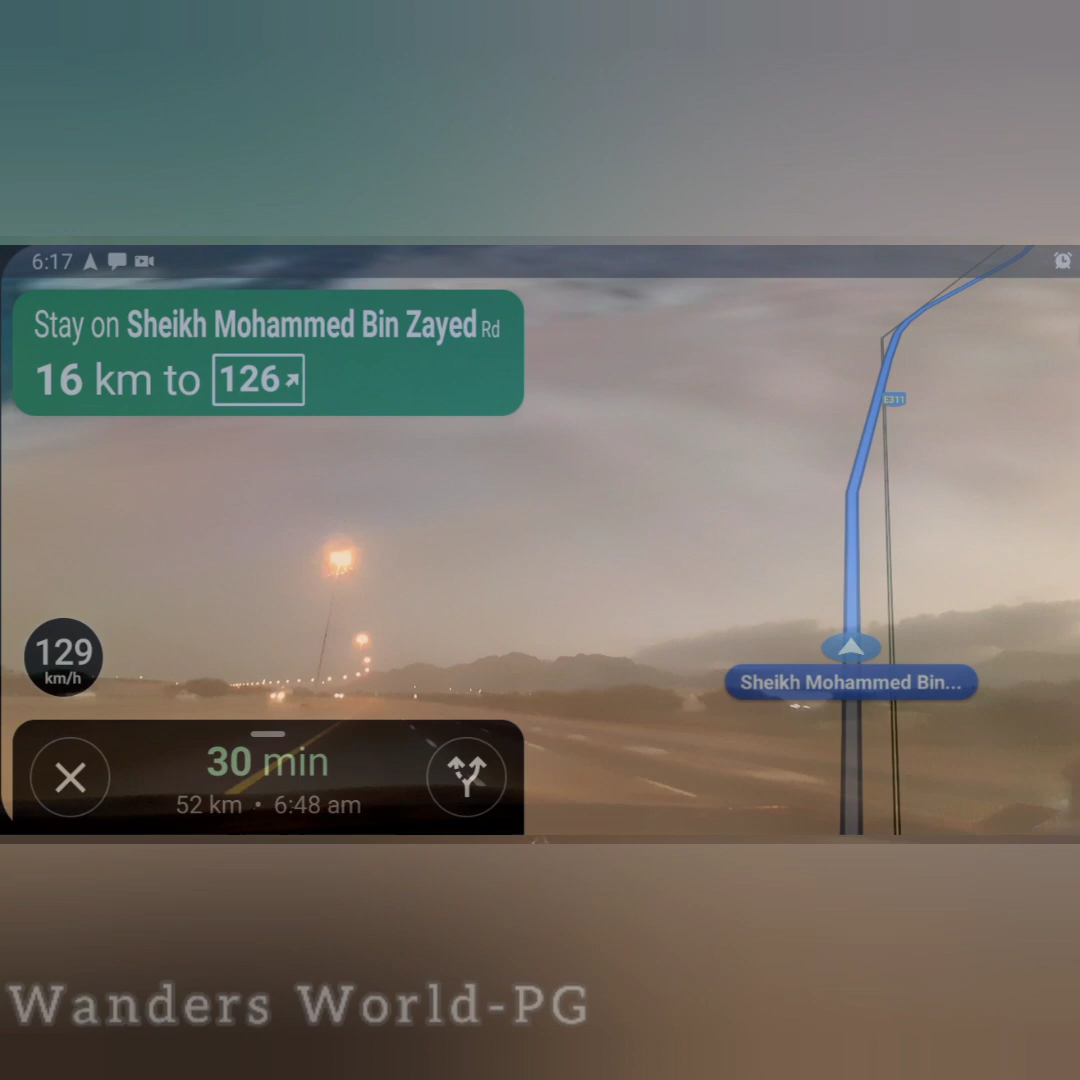 6:17
Stay on Sheikh Mohammed Bin Zayed Rd
16 km to 126
E311
129
km/h
Sheikh Mohammed Bin...
30 min
52 km · 6:48 am
Wanders World-PG